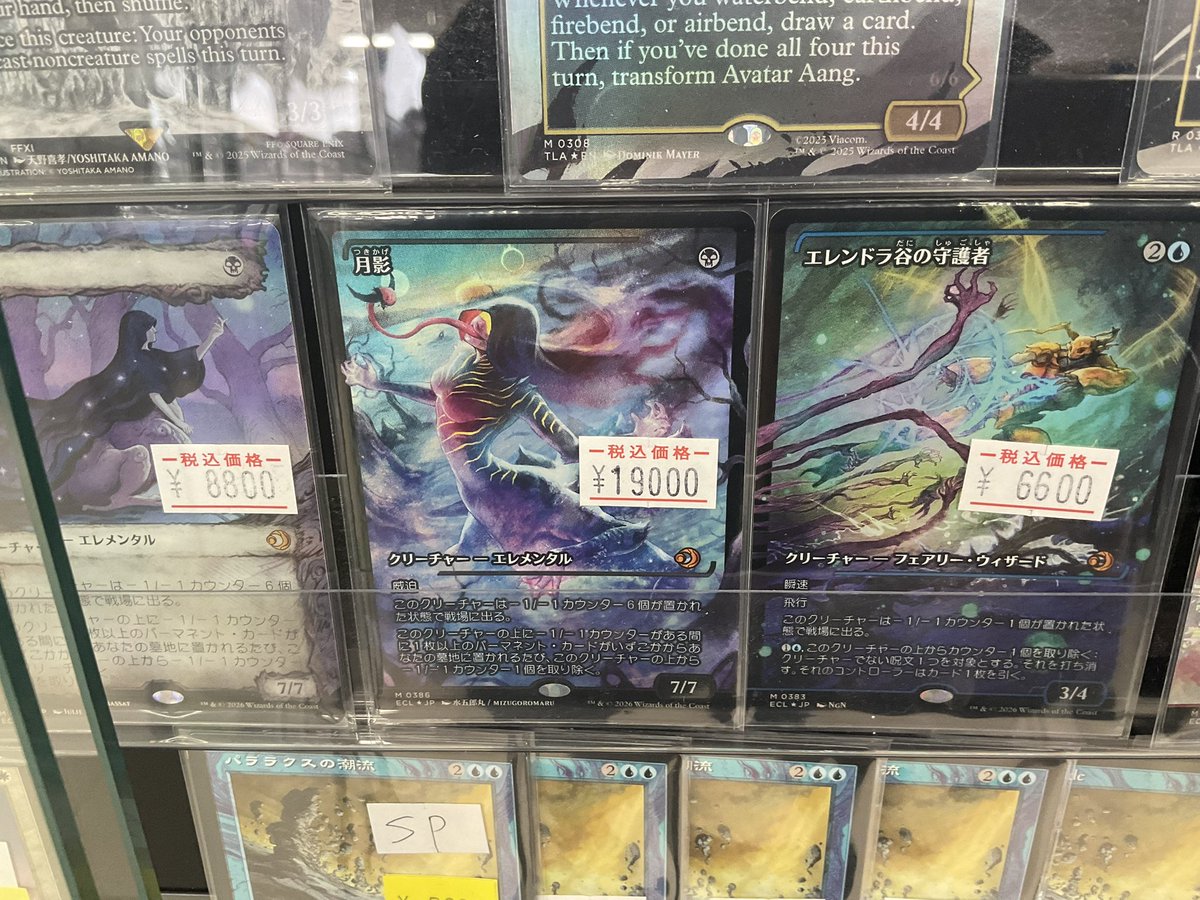 hand, then shuffle.
this creature: Your opponents
cast noncreature spells this turn.
3/3
FFXI
天野喜孝/YOSHITAKA AMANO
ILLUSTRATION: © YOSHITAKA AMANO
SQUARE ENIX
™ & © 2025 Wizards of the Coast
firebend, or airbend, draw a card.
Then if you've done all four this
turn, transform Avatar Aang.
6/6
4/4
M 0308
TLA★EN DOMINIK MAYER
©2025 Viacom.
™ & © 2025 Wizards of the Coast
TLA
税込価格
¥ 8800
クリーチャー — エレメンタル
7/7
™ & © 2026 Wizards of the Coast
つきかげ
月影
税込価格
¥19000
クリーチャー — エレメンタル
威迫
このクリーチャーは-1/-1カウンター6個が置かれ
た状態で戦場に出る。
このクリーチャーの上に-1/-1カウンターがある間
に1枚以上のパーマネント・カードがいずこかからあ
なたの墓地に置かれるたび、このクリーチャーの上から
-1/-1カウンター1個を取り除く。
7/7
M 0386
ECL★JP 水五郎丸 / MIZUGOROMARU
™ & © 2026 Wizards of the Coast
だに しゅごしゃ
エレンドラ谷の守護者
2
税込価格
¥ 6600
クリーチャー — フェアリー・ウィザード
瞬速
飛行
このクリーチャーは-1/-1カウンター1個が置かれた状
態で戦場に出る。
1, このクリーチャーの上からカウンター1個を取り除く:
クリーチャーでない呪文1つを対象とする。それを打ち消
す。それのコントローラーはカード1枚を引く。
3/4
M 0383
ECL★JP NGN
™ & © 2026 Wizards of the Coast
パララクスの潮流
2
SP
2
流
2
流
2